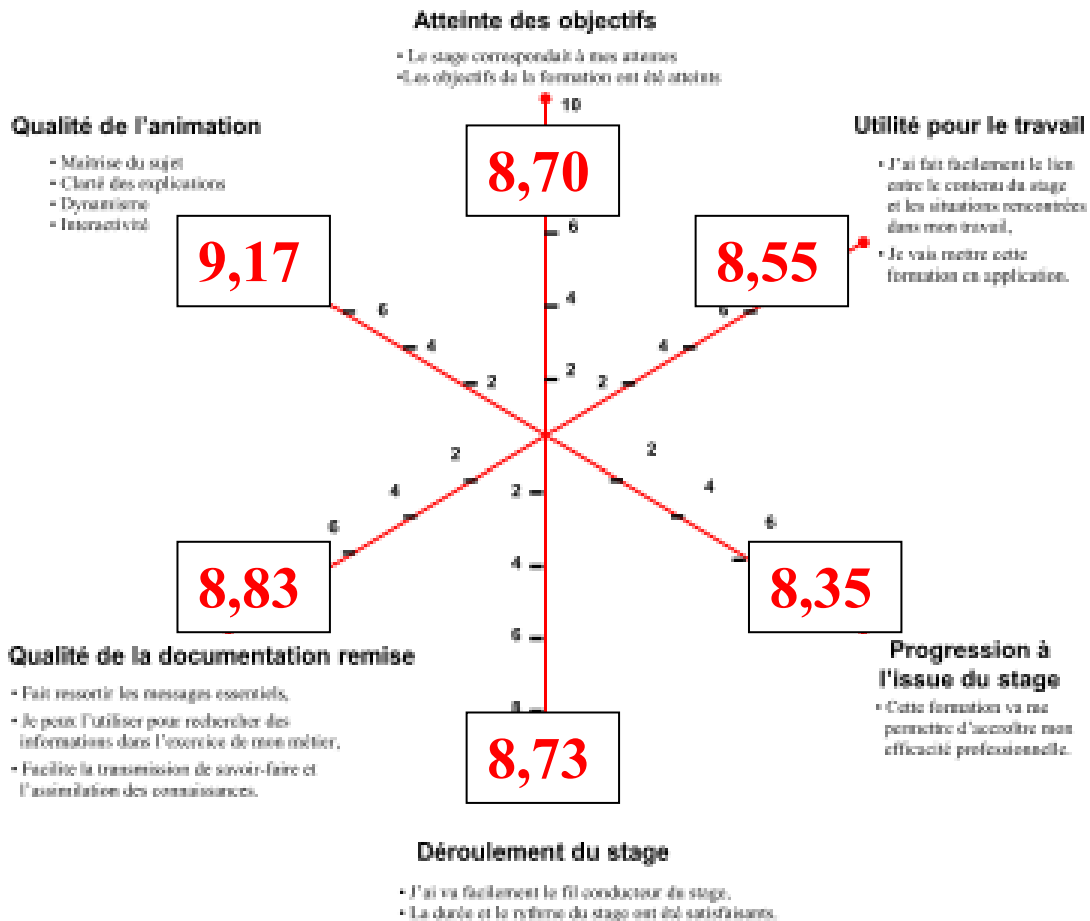 Atteinte des objectifs
• Le stage correspondait à mes attentes
•Les objectifs de la formation ont été atteints
10
8,70
6
4
2
Utilité pour le travail
• J'ai fait facilement le lien
entre le contenu du stage
et les situations rencontrées
dans mon travail.
• Je vais mettre cette
formation en application.
8,55
6
4
2
Qualité de l'animation
• Maîtrise du sujet
• Clarté des explications
• Dynamisme
• Interactivité
9,17
6
4
2
2
4
6
8,83
Qualité de la documentation remise
• Fait ressortir les messages essentiels.
• Je peux l'utiliser pour rechercher des
informations dans l'exercice de mon métier.
• Facilite la transmission de savoir-faire et
l'assimilation des connaissances.
2
4
6
8
8,73
Déroulement du stage
• J'ai vu facilement le fil conducteur du stage.
• La durée et le rythme du stage ont été satisfaisants.
2
4
6
8,35
Progression à
l'issue du stage
• Cette formation va me
permettre d'accroître mon
efficacité professionnelle.